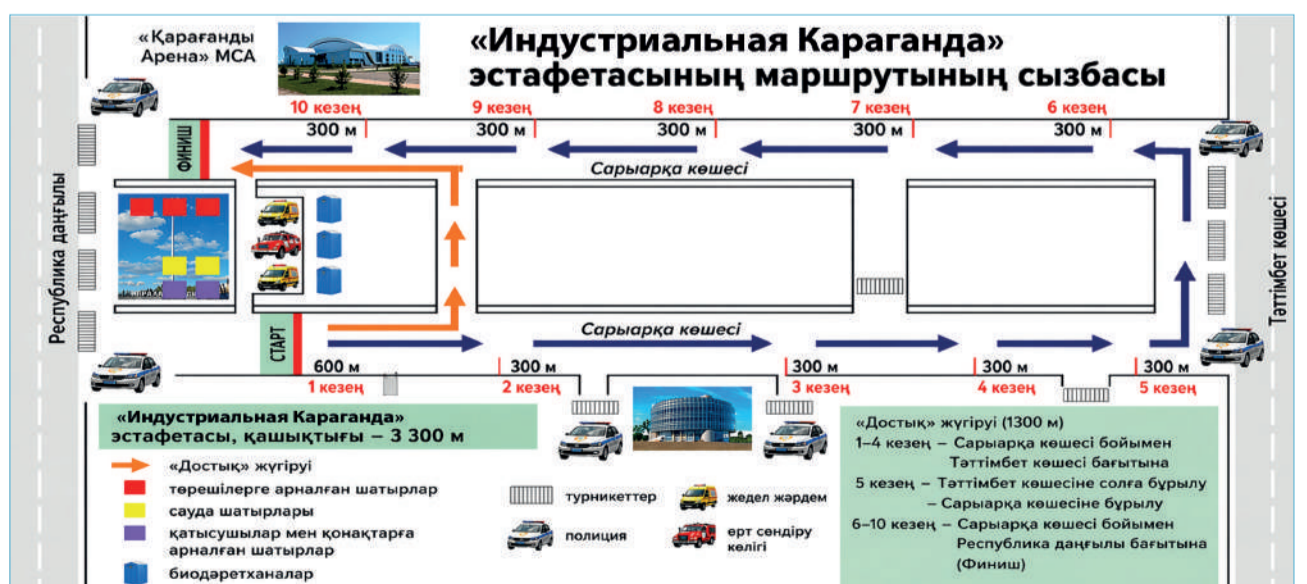 «Қарағанды
Арена» МСА
«Индустриальная Караганда»
эстафетасының маршрутының сызбасы
10 кезең
9 кезең
8 кезең
7 кезең
6 кезең
300 м
300 м
300 м
300 м
300 м
ФИНИШ
Сарыарқа көшесі
Республика даңғылы
Тәттімбет көшесі
СТАРТ
Сарыарқа көшесі
600 м
300 м
300 м
300 м
300 м
1 кезең
2 кезең
3 кезең
4 кезең
5 кезең
«Индустриальная Караганда»
эстафетасы, қашықтығы – 3 300 м
«Достық» жүгіруі
төрешілерге арналған шатырлар
сауда шатырлары
қатысушылар мен қонақтарға
арналған шатырлар
биодәретханалар
турникеттер
полиция
жедел жәрдем
өрт сөндіру
көлігі
«Достық» жүгіруі (1300 м)
1–4 кезең – Сарыарқа көшесі бойымен
Тәттімбет көшесі бағытына
5 кезең – Тәттімбет көшесіне солға бұрылу
– Сарыарқа көшесіне бұрылу
6–10 кезең – Сарыарқа көшесі бойымен
Республика даңғылы бағытына
(Финиш)